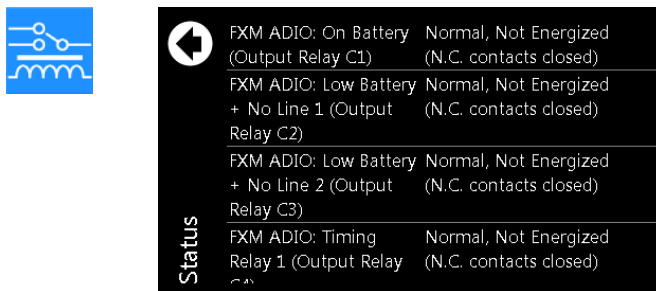 FXM ADIO: On Battery Normal, Not Energized
(Output Relay C1) (N.C. contacts closed)
FXM ADIO: Low Battery Normal, Not Energized
+ No Line 1 (Output (N.C. contacts closed)
Relay C2)
FXM ADIO: Low Battery Normal, Not Energized
+ No Line 2 (Output (N.C. contacts closed)
Relay C3)
FXM ADIO: Timing Normal, Not Energized
Relay 1 (Output Relay (N.C. contacts closed)
Status